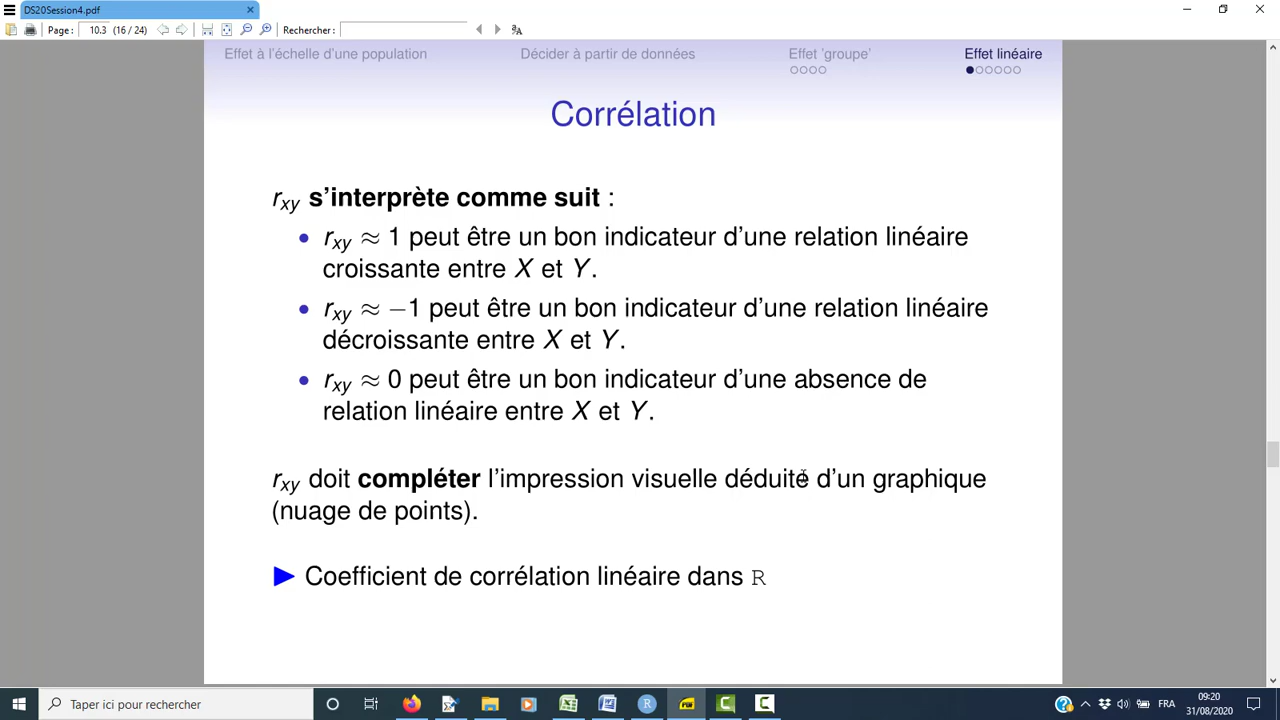 DS20Session4.pdf
Page : 10.3 (16 / 24) Rechercher :
Effet à l'échelle d'une population Décider à partir de données Effet 'groupe' Effet linéaire
Corrélation
rxy s'interprète comme suit :
• rxy ≈ 1 peut être un bon indicateur d'une relation linéaire
croissante entre X et Y.
• rxy ≈ −1 peut être un bon indicateur d'une relation linéaire
décroissante entre X et Y.
• rxy ≈ 0 peut être un bon indicateur d'une absence de
relation linéaire entre X et Y.
rxy doit compléter l'impression visuelle déduite d'un graphique
(nuage de points).
▶ Coefficient de corrélation linéaire dans R
Taper ici pour rechercher
FRA
09:20
31/08/2020